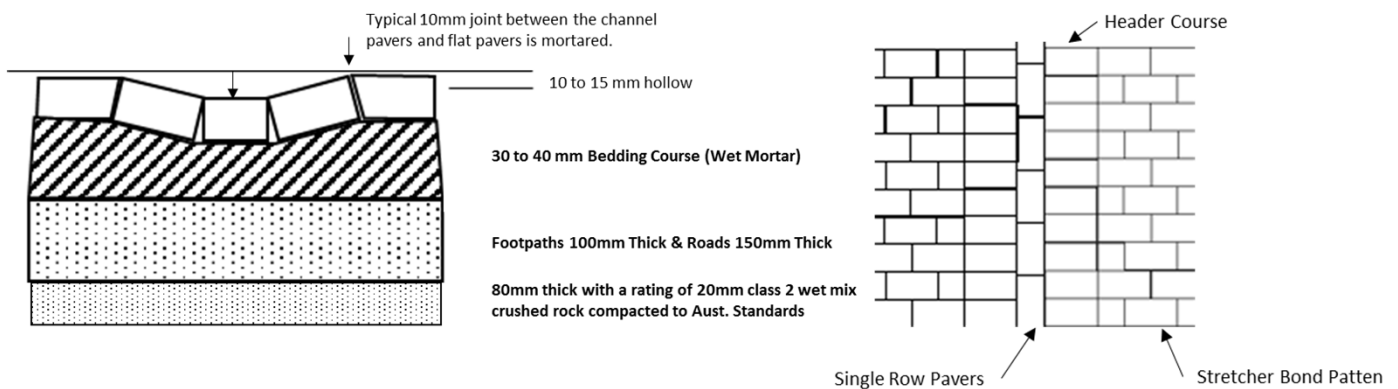 Typical 10mm joint between the channel
pavers and flat pavers is mortared.
10 to 15 mm hollow
30 to 40 mm Bedding Course (Wet Mortar)
Footpaths 100mm Thick & Roads 150mm Thick
80mm thick with a rating of 20mm class 2 wet mix
crushed rock compacted to Aust. Standards
Header Course
Single Row Pavers
Stretcher Bond Patten